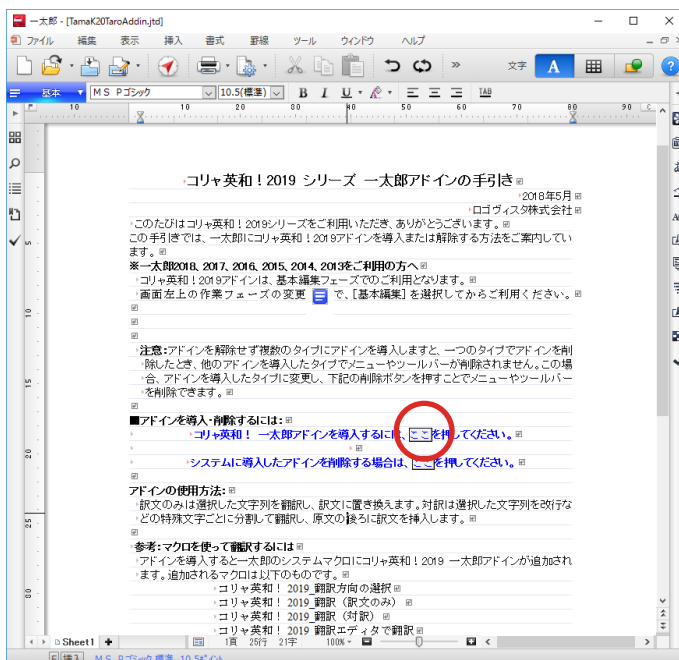 一太郎 - [TamaK20TaroAddin.jtd]
ファイル 編集 表示 挿入 書式 罫線 ツール ウィンドウ ヘルプ
文字 A
基本 MS Pゴシック 10.5(標準) B I U TAB
10 10 20 30 40 50 60 70 80 90
コリャ英和！2019 シリーズ 一太郎アドインの手引き
2018年5月
ロゴヴィスタ株式会社
このたびはコリャ英和！2019シリーズをご利用いただき、ありがとうございます。
この手引きでは、一太郎にコリャ英和！2019アドインを導入または解除する方法をご案内してい
ます。
※一太郎2018、2017、2016、2015、2014、2013をご利用の方へ
コリャ英和！2019アドインは、基本編集フェーズでのご利用となります。
画面左上の作業フェーズの変更 で、[基本編集] を選択してからご利用ください。
注意：アドインを解除せず複数のタイプにアドインを導入しますと、一つのタイプでアドインを削
除したとき、他のアドインを導入したタイプでメニューやツールバーが削除されません。この場
合、アドインを導入したタイプに変更し、下記の削除ボタンを押すことでメニューやツールバー
を削除できます。
■アドインを導入・削除するには：
コリャ英和！ 一太郎アドインを導入するには、ここを押してください。
システムに導入したアドインを削除する場合は、ここを押してください。
アドインの使用方法：
訳文のみは選択した文字列を翻訳し、訳文に置き換えます。対訳は選択した文字列を改行な
どの特殊文字ごとに分割して翻訳し、原文の後ろに訳文を挿入します。
参考：マクロを使って翻訳するには
アドインを導入すると一太郎のシステムマクロにコリャ英和！2019 一太郎アドインが追加され
ます。追加されるマクロは以下のものです。
コリャ英和！ 2019_翻訳方向の選択
コリャ英和！ 2019_翻訳（訳文のみ）
コリャ英和！ 2019_翻訳（対訳）
コリャ英和！ 2019_翻訳エディタで翻訳
Sheet1 1頁 25行 21字 100%
挿入 MS Pゴシック 標準 10.5ポイント